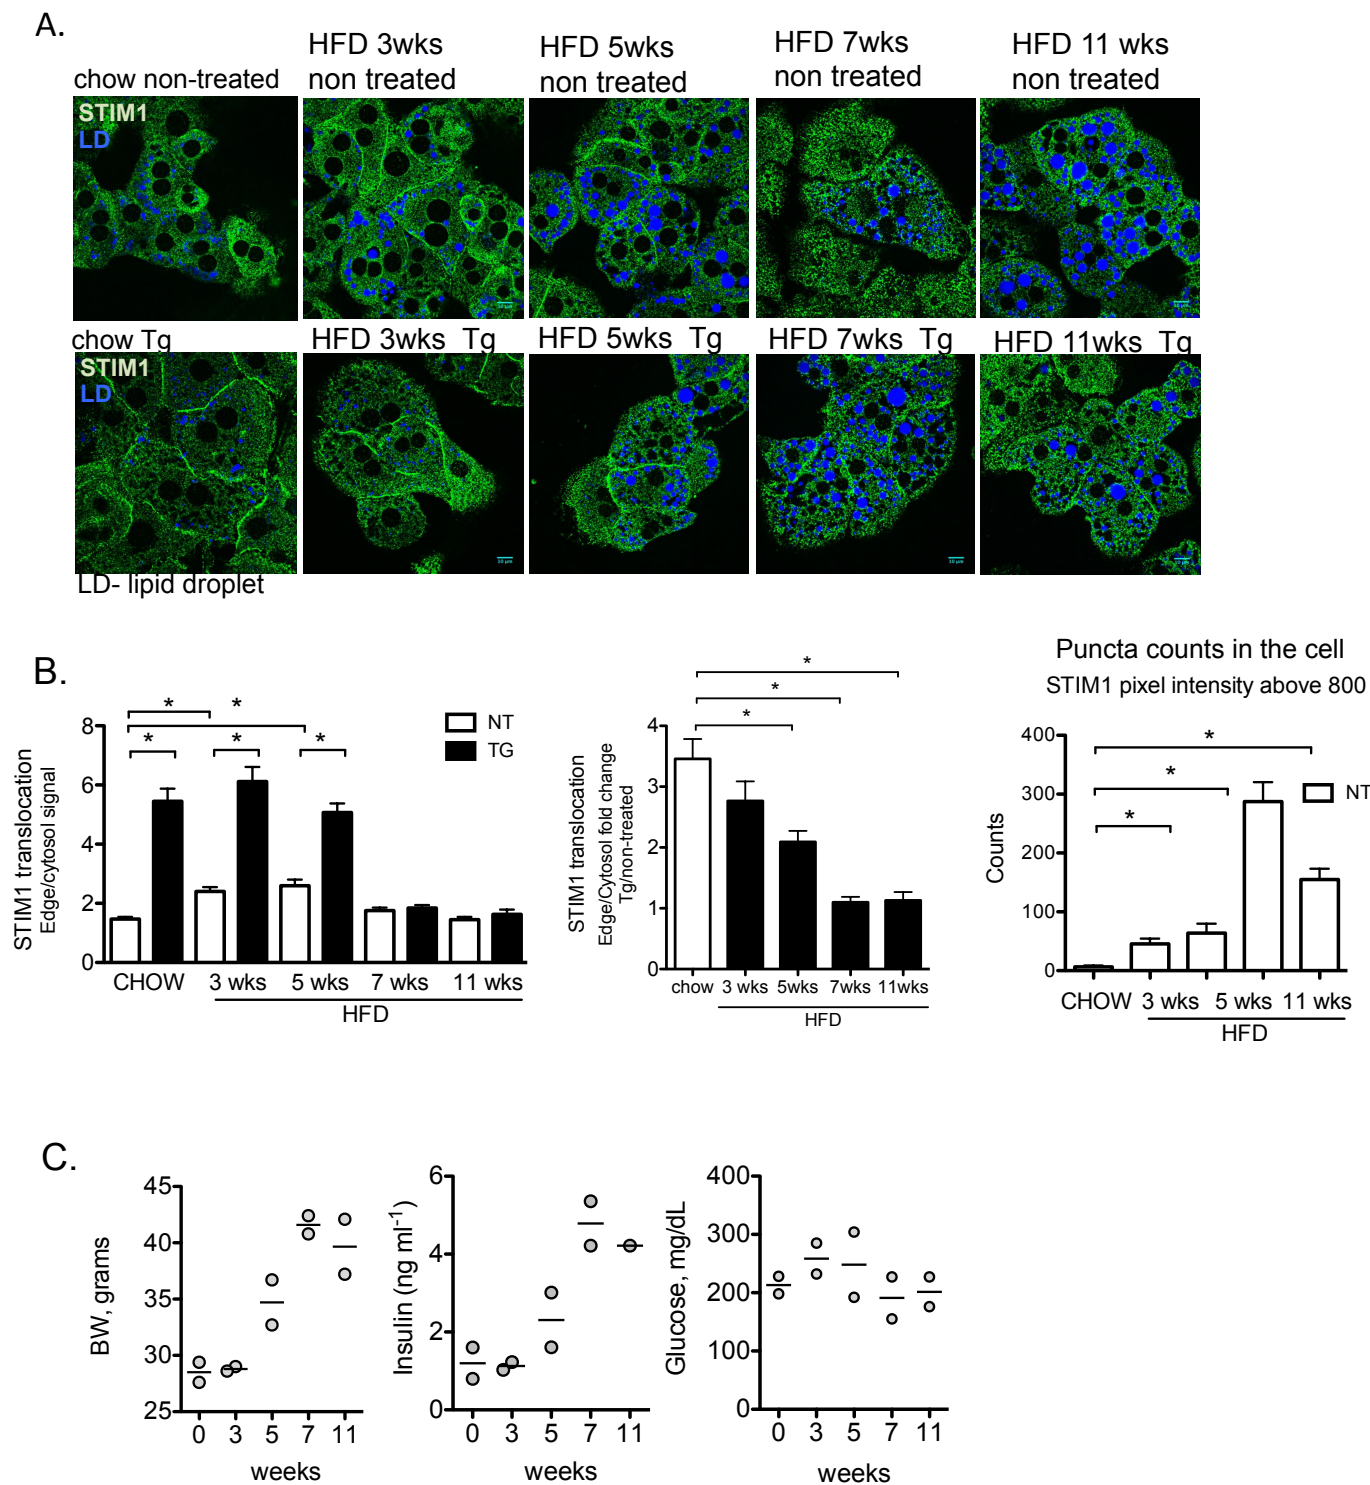 A.
chow non-treated
HFD 3wks
non treated
HFD 5wks
non treated
HFD 7wks
non treated
HFD 11 wks
non treated
STIM1
LD
chow Tg
HFD 3wks Tg
HFD 5wks Tg
HFD 7wks Tg
HFD 11wks Tg
STIM1
LD
LD- lipid droplet
B.
STIM1 translocation
Edge/cytosol signal
8
6
4
2
0
* *
* * *
NT
TG
CHOW 3 wks 5 wks 7 wks 11 wks
HFD
STIM1 translocation
Edge/Cytosol fold change
Tg/non-treated
4
3
2
1
0
*
*
*
chow 3 wks 5wks 7wks 11wks
HFD
Puncta counts in the cell
STIM1 pixel intensity above 800
Counts
400
300
200
100
0
*
*
*
NT
CHOW 3 wks 5 wks 11 wks
HFD
C.
BW, grams
45
40
35
30
25
0 3 5 7 11
weeks
Insulin (ng ml-1)
6
4
2
0
0 3 5 7 11
weeks
Glucose, mg/dL
400
300
200
100
0
0 3 5 7 11
weeks